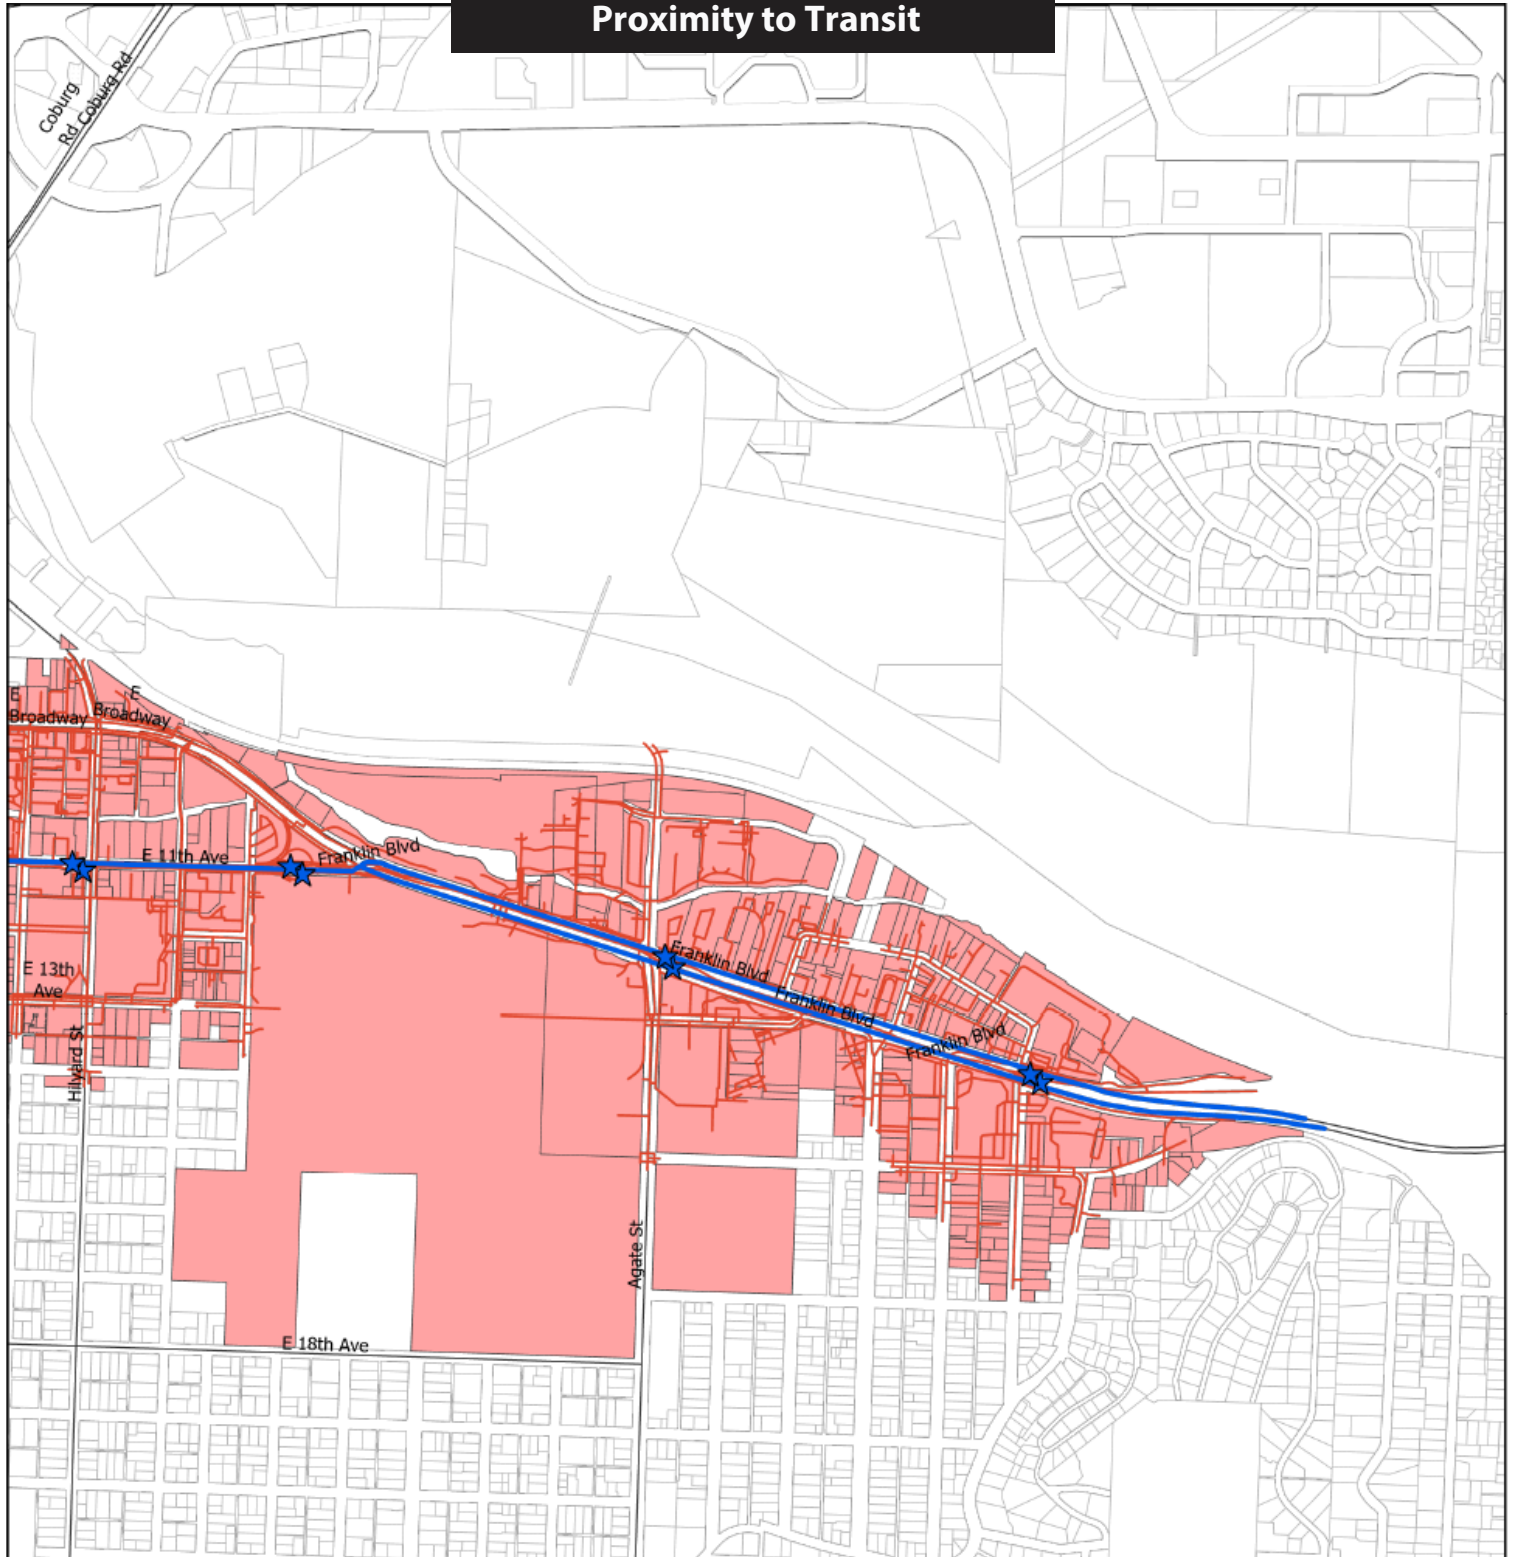 Proximity to Transit
Coburg
Rd Coburg Rd
E
E
Broadway
Broadway
E 11th Ave
Franklin Blvd
Franklin Blvd
E 13th
Ave
Franklin Blvd
Franklin Blvd
Hilyard St
Agate St
E 18th Ave